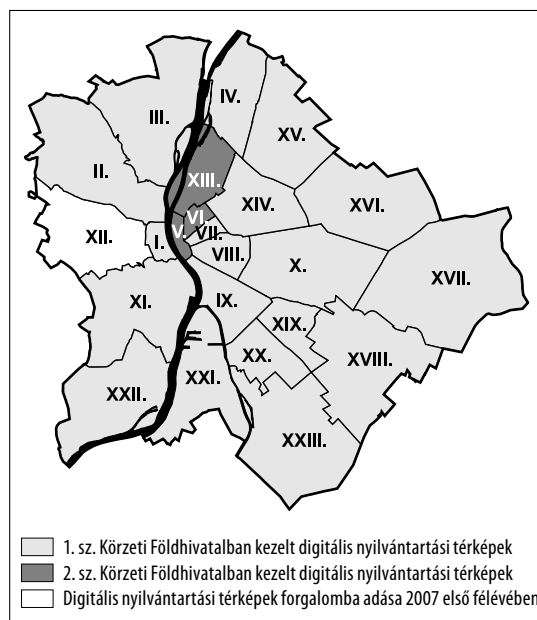 IV.
III.
XV.
II.
XIII.
XIV.
XVI.
VI.
XII.
I.
V.
VII.
VIII.
X.
XVII.
XI.
IX.
XIX.
XX.
XVIII.
XXII.
XXI.
XXIII.
1. sz. Körzeti Földhivatalban kezelt digitális nyilvántartási térképek
2. sz. Körzeti Földhivatalban kezelt digitális nyilvántartási térképek
Digitális nyilvántartási térképek forgalomba adása 2007 első félévében